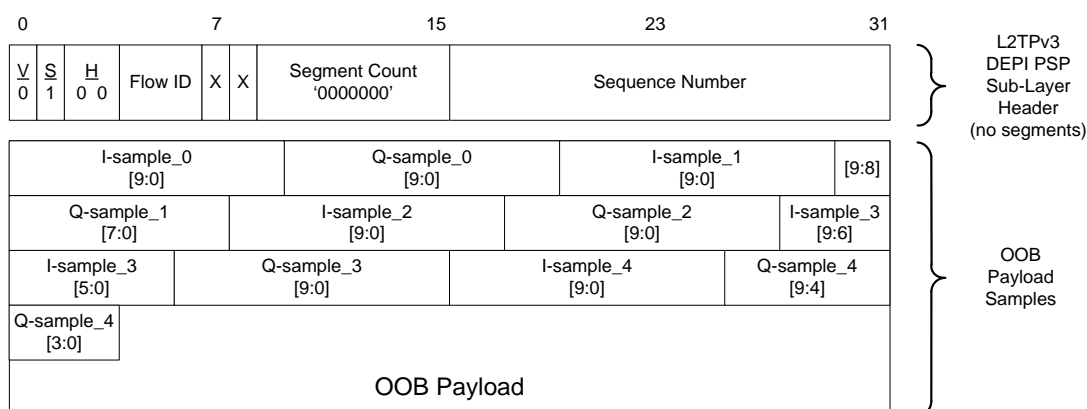 0 7 15 23 31
V S H Flow ID X X Segment Count Sequence Number
0 1 0 0 '0000000'
L2TPv3
DEPI PSP
Sub-Layer
Header
(no segments)
I-sample_0 Q-sample_0 I-sample_1 [9:8]
[9:0] [9:0] [9:0]
Q-sample_1 I-sample_2 Q-sample_2 I-sample_3
[7:0] [9:0] [9:0] [9:6]
I-sample_3 Q-sample_3 I-sample_4 Q-sample_4
[5:0] [9:0] [9:0] [9:4]
Q-sample_4
[3:0]
OOB Payload
OOB
Payload
Samples